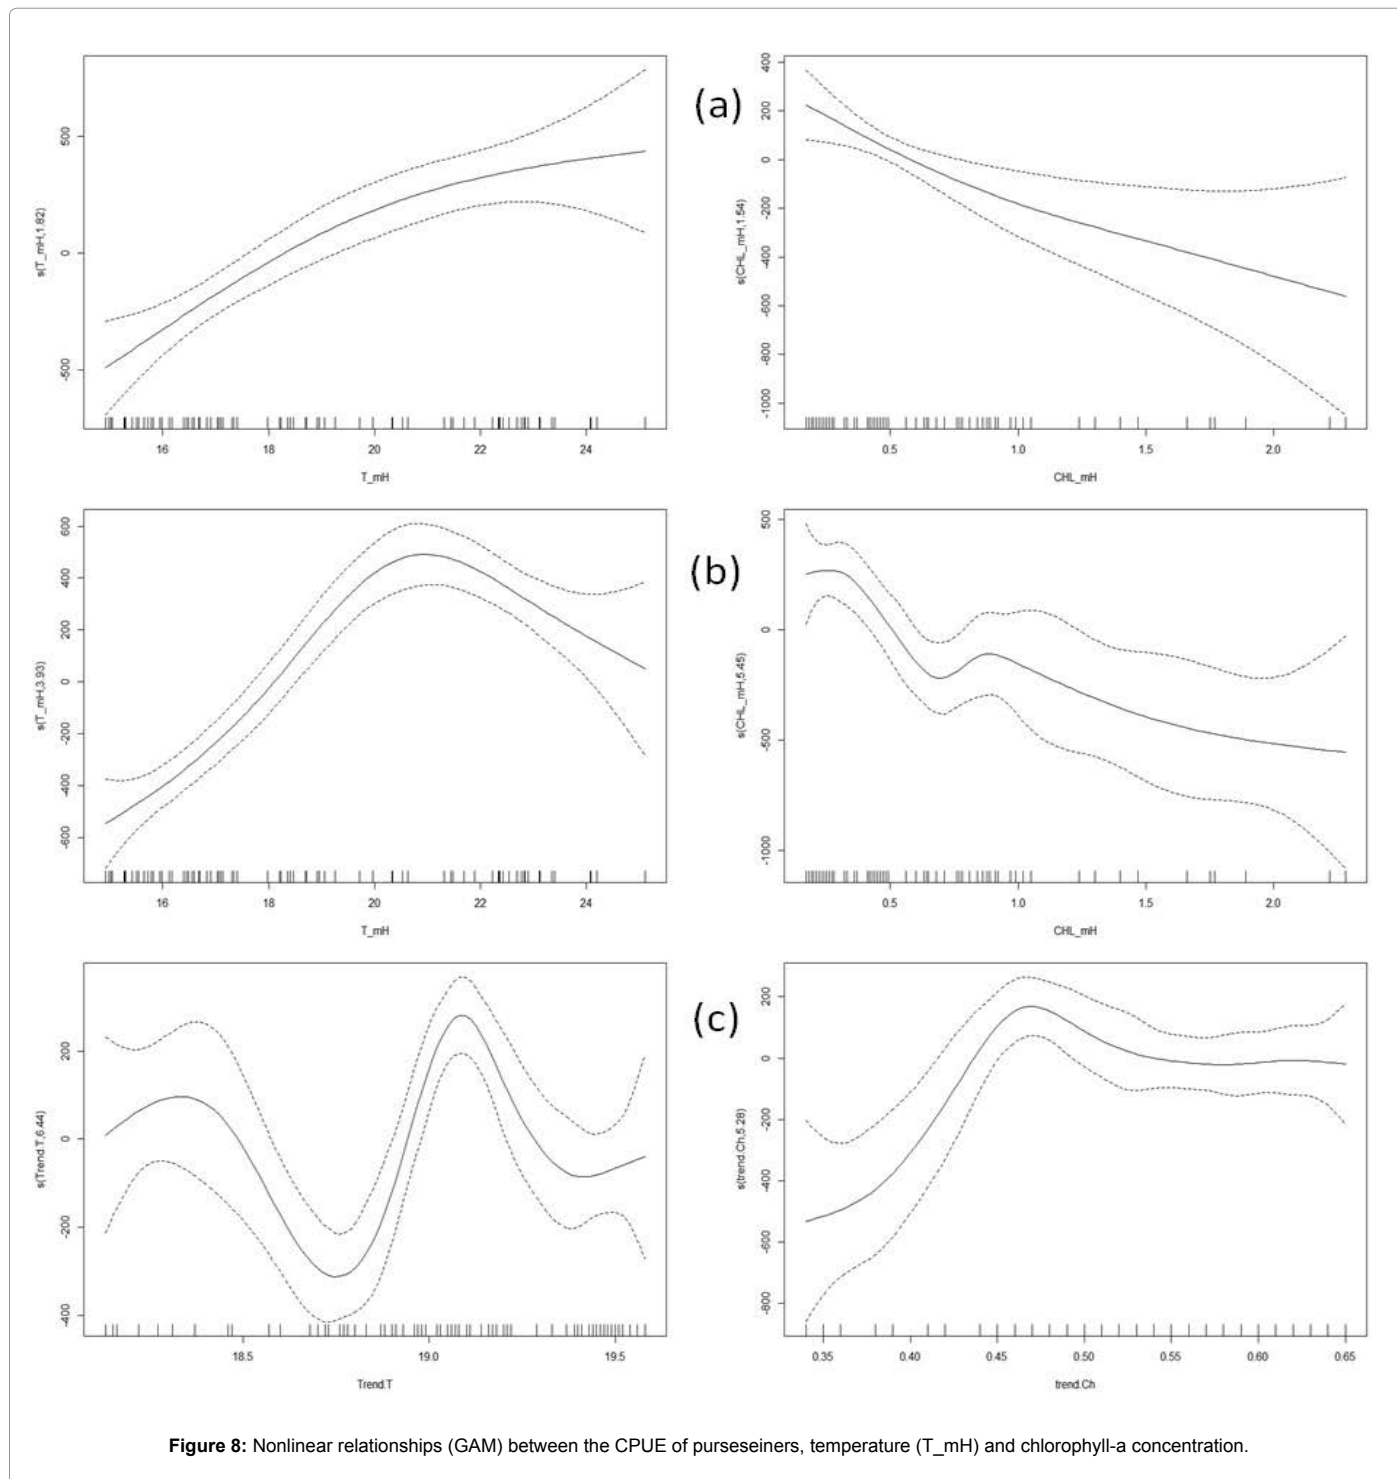 (a)
s(T_mH,1.82)
500
0
-500
16 18 20 22 24
T_mH
s(CHL_mH,1.54)
400
200
0
-200
-400
-600
-800
-1000
0.5 1.0 1.5 2.0
CHL_mH
(b)
s(T_mH,3.93)
600
400
200
0
-200
-400
-600
16 18 20 22 24
T_mH
s(CHL_mH,5.45)
500
0
-500
-1000
0.5 1.0 1.5 2.0
CHL_mH
(c)
s(Trend.T,6.44)
200
0
-200
-400
18.5 19.0 19.5
Trend.T
s(trend.Ch,5.28)
200
0
-200
-400
-600
-800
0.35 0.40 0.45 0.50 0.55 0.60 0.65
trend.Ch
Figure 8: Nonlinear relationships (GAM) between the CPUE of purseseiners, temperature (T_mH) and chlorophyll-a concentration.